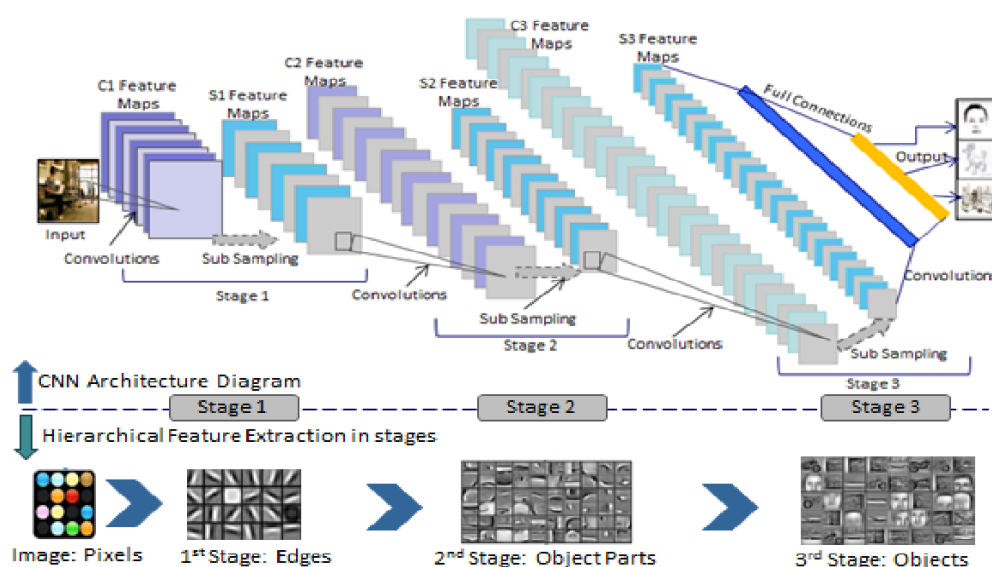 C3 Feature
Maps
S3 Feature
Maps
C2 Feature
Maps
C1 Feature
Maps
S1 Feature
Maps
S2 Feature
Maps
Full Connections
Output
Input
Convolutions
Sub Sampling
Stage 1
Convolutions
Sub Sampling
Stage 2
Convolutions
Convolutions
Sub Sampling
Stage 3
CNN Architecture Diagram
Stage 1
Stage 2
Stage 3
Hierarchical Feature Extraction in stages
Image: Pixels
1st Stage: Edges
2nd Stage: Object Parts
3rd Stage: Objects